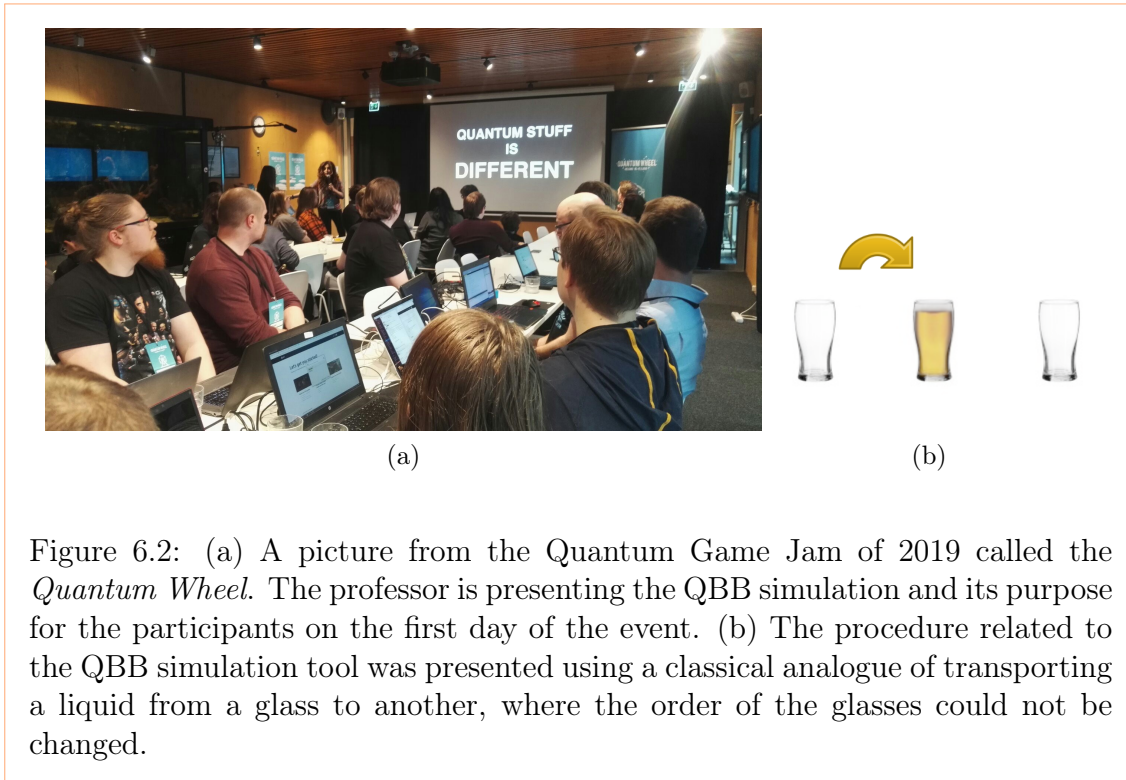 QUANTUM STUFF
IS
DIFFERENT
QUANTUM WHEEL
(a)
(b)
Figure 6.2: (a) A picture from the Quantum Game Jam of 2019 called the
Quantum Wheel. The professor is presenting the QBB simulation and its purpose
for the participants on the first day of the event. (b) The procedure related to
the QBB simulation tool was presented using a classical analogue of transporting
a liquid from a glass to another, where the order of the glasses could not be
changed.